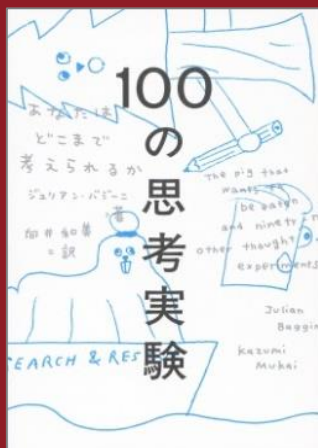 100の思考実験
あなたは
どこまで
考えられるか
ジュリアン・バジーニ
著
向井和美
訳
The pig that
wants to
be eaten
and ninety nine
other thought
experiments
Julian
Baggini
Kazumi
Mukai
SEARCH & RES